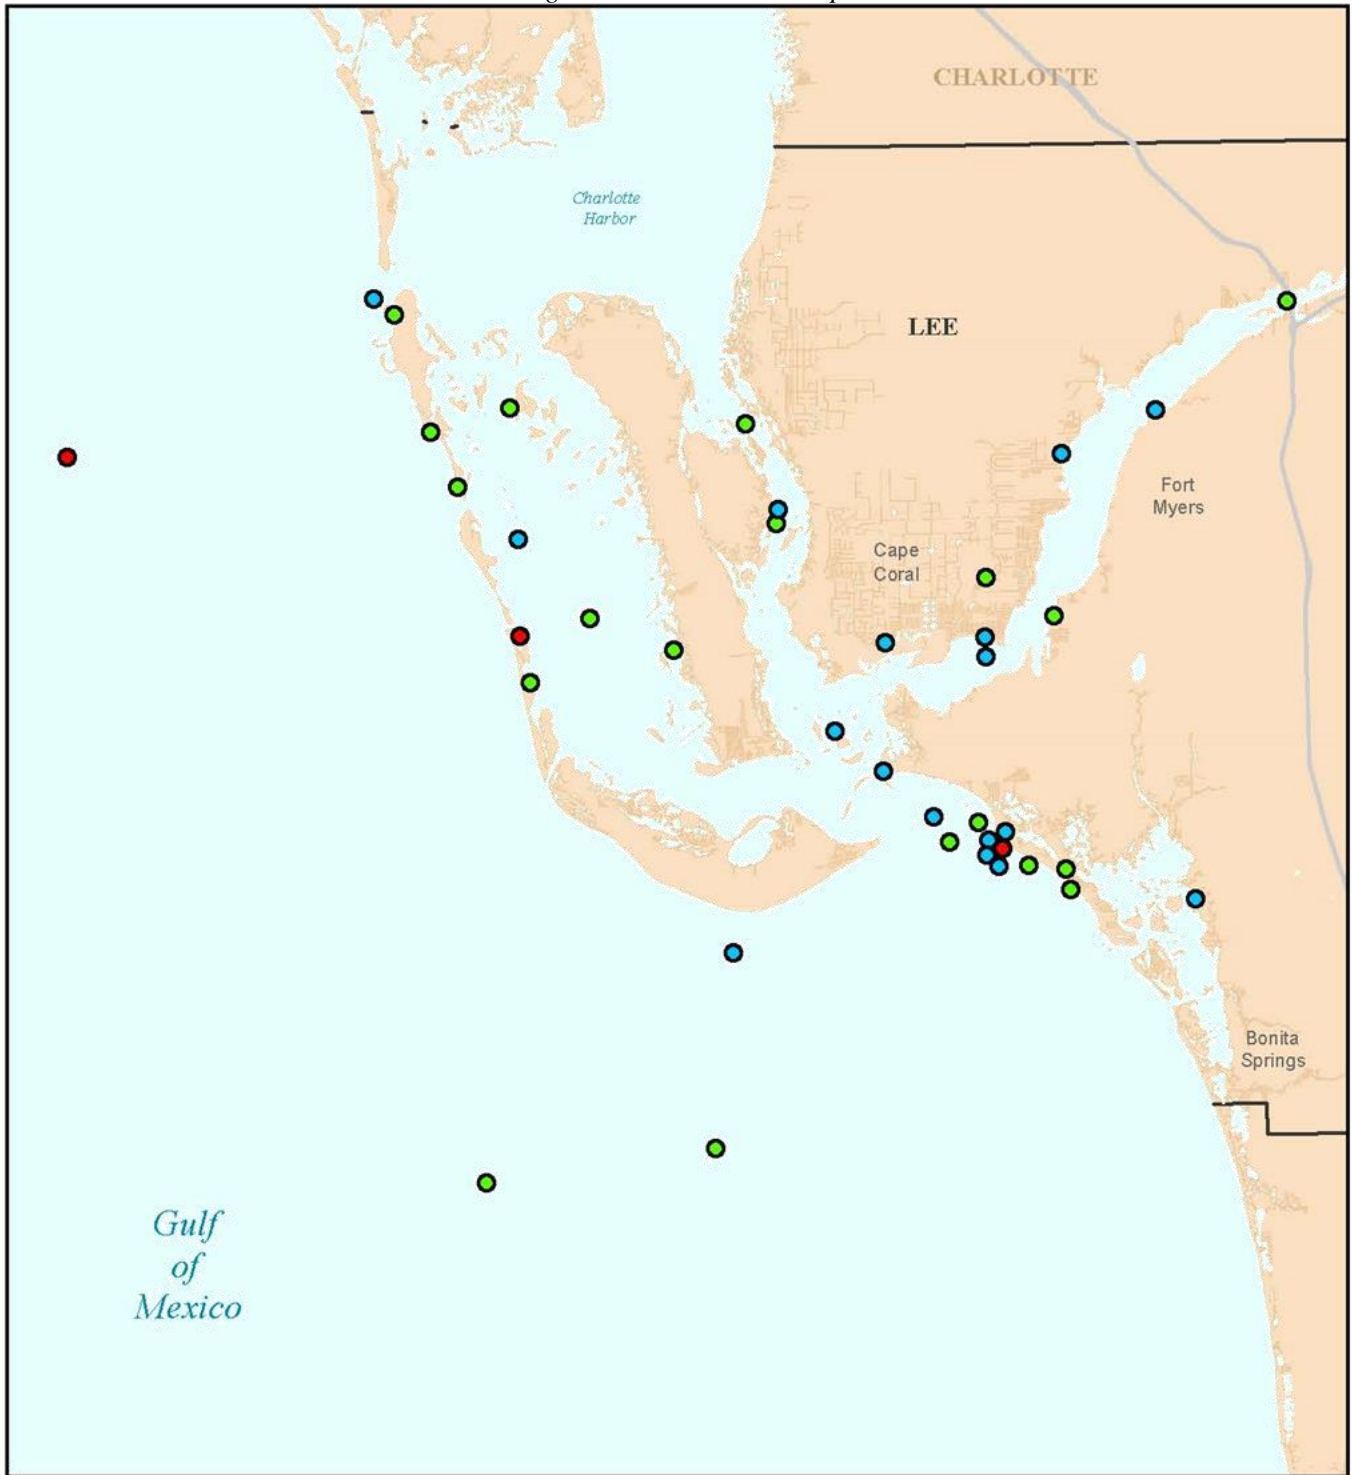 CHARLOTTE
Charlotte
Harbor
LEE
Fort
Myers
Cape
Coral
Bonita
Springs
Gulf
of
Mexico